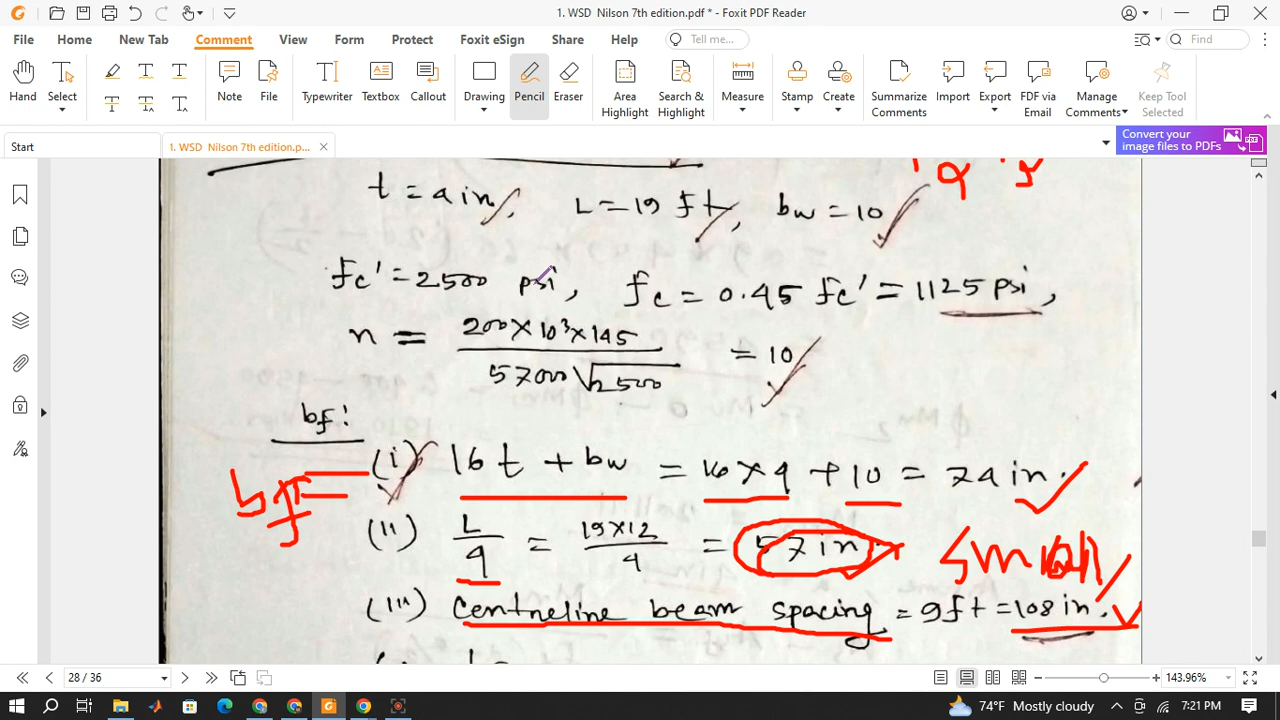 1. WSD Nilson 7th edition.pdf * - Foxit PDF Reader
File Home New Tab Comment View Form Protect Foxit eSign Share Help Tell me... Find
Hand Select Note File Typewriter Textbox Callout Drawing Pencil Eraser Area Highlight Search & Highlight Measure Stamp Create Summarize Comments Import Export PDF via Email Manage Comments Keep Tool Selected
Start 1. WSD Nilson 7th edition.p... Convert your image files to PDFs
t = 4 in, L = 19 ft, bw = 10
fc' = 2500 psi, fc = 0.45 fc' = 1125 psi,
n = 200×10³×145 / 57000√2500 = 10
bf:
(i) 16 t + bw = 16×4 + 10 = 74 in.
bf
(ii) L/4 = 19×12/4 = 57 in small
(iii) Centreline beam spacing = 9 ft = 108 in.
28 / 36 143.96%
74°F Mostly cloudy 7:21 PM